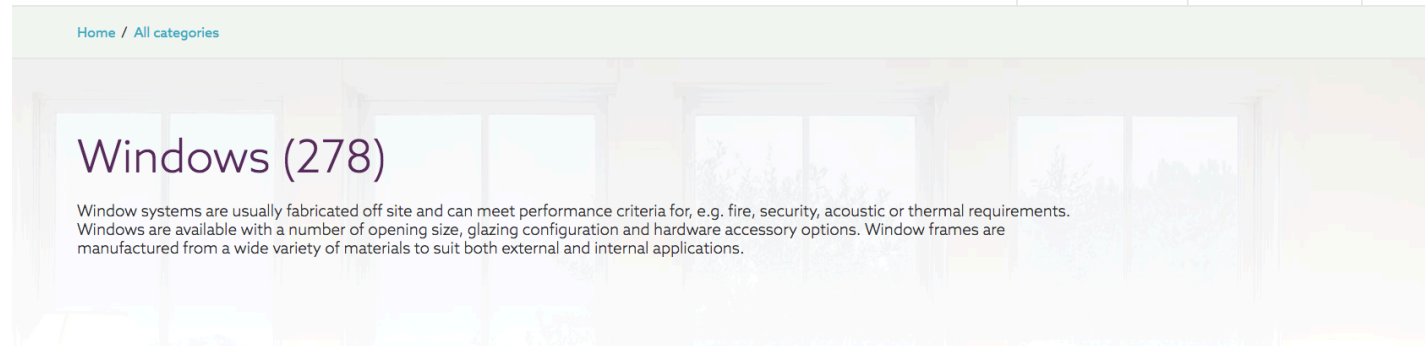 Home / All categories
Windows (278)
Window systems are usually fabricated off site and can meet performance criteria for, e.g. fire, security, acoustic or thermal requirements.
Windows are available with a number of opening size, glazing configuration and hardware accessory options. Window frames are
manufactured from a wide variety of materials to suit both external and internal applications.